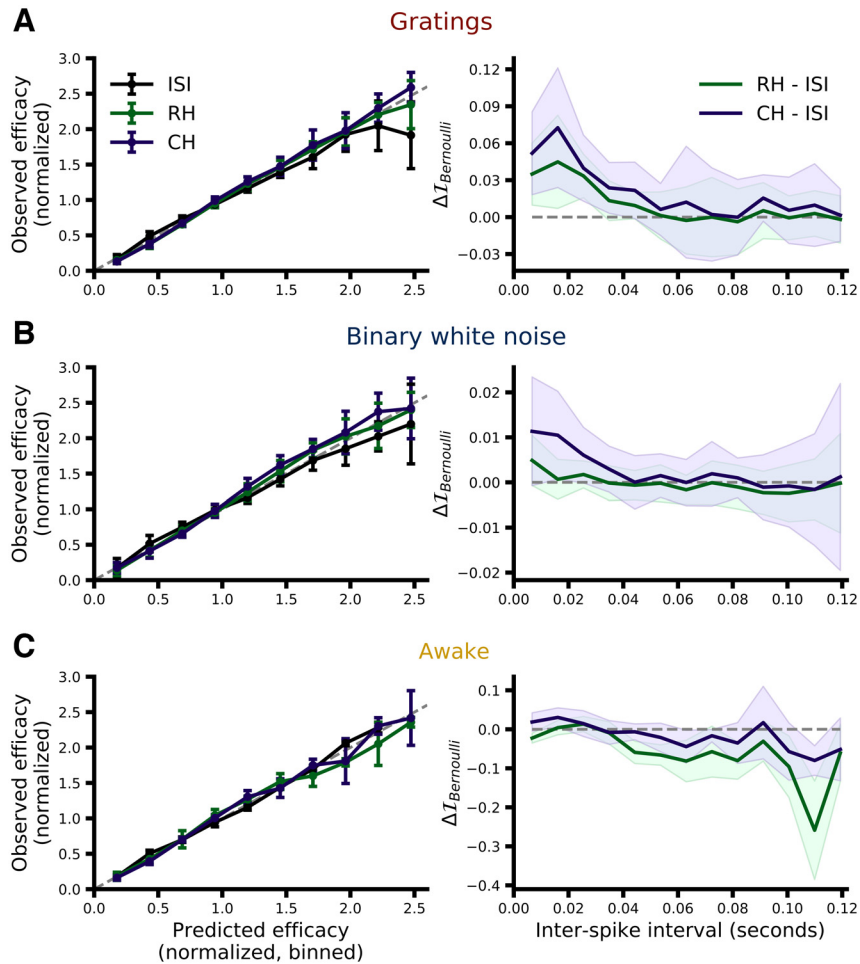 A
Gratings
Observed efficacy
(normalized)
3.0
2.5
2.0
1.5
1.0
0.5
0.0
ISI
RH
CH
0.0 0.5 1.0 1.5 2.0 2.5
Δℐ_Bernoulli
0.12
0.09
0.06
0.03
0.00
−0.03
RH - ISI
CH - ISI
0.00 0.02 0.04 0.06 0.08 0.10 0.12
B
Binary white noise
Observed efficacy
(normalized)
3.0
2.5
2.0
1.5
1.0
0.5
0.0
0.0 0.5 1.0 1.5 2.0 2.5
Δℐ_Bernoulli
0.02
0.01
0.00
−0.01
−0.02
0.00 0.02 0.04 0.06 0.08 0.10 0.12
C
Awake
Observed efficacy
(normalized)
3.0
2.5
2.0
1.5
1.0
0.5
0.0
0.0 0.5 1.0 1.5 2.0 2.5
Predicted efficacy
(normalized, binned)
Δℐ_Bernoulli
0.1
0.0
−0.1
−0.2
−0.3
−0.4
0.00 0.02 0.04 0.06 0.08 0.10 0.12
Inter-spike interval (seconds)